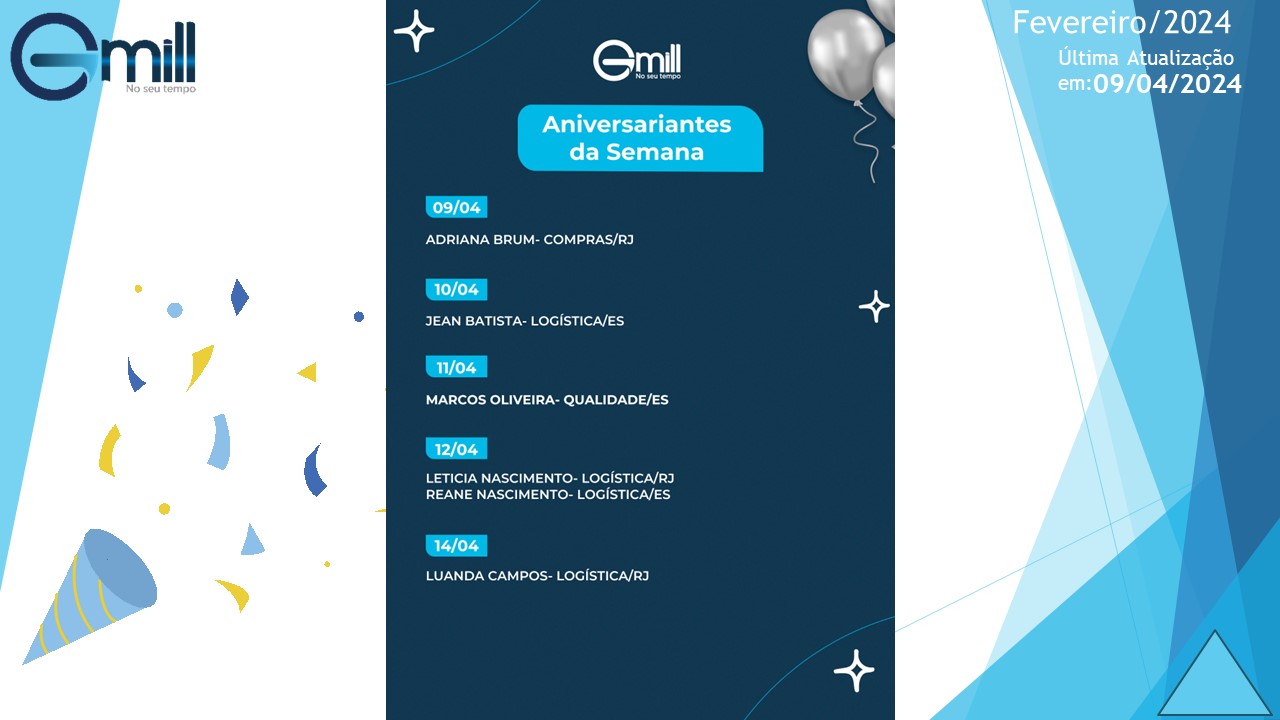 Gmill
No seu tempo
Gmill
No seu tempo
Aniversariantes
da Semana
09/04
ADRIANA BRUM- COMPRAS/RJ
10/04
JEAN BATISTA- LOGÍSTICA/ES
11/04
MARCOS OLIVEIRA- QUALIDADE/ES
12/04
LETICIA NASCIMENTO- LOGÍSTICA/RJ
REANE NASCIMENTO- LOGÍSTICA/ES
14/04
LUANDA CAMPOS- LOGÍSTICA/RJ
Fevereiro/2024
Última Atualização
em:09/04/2024